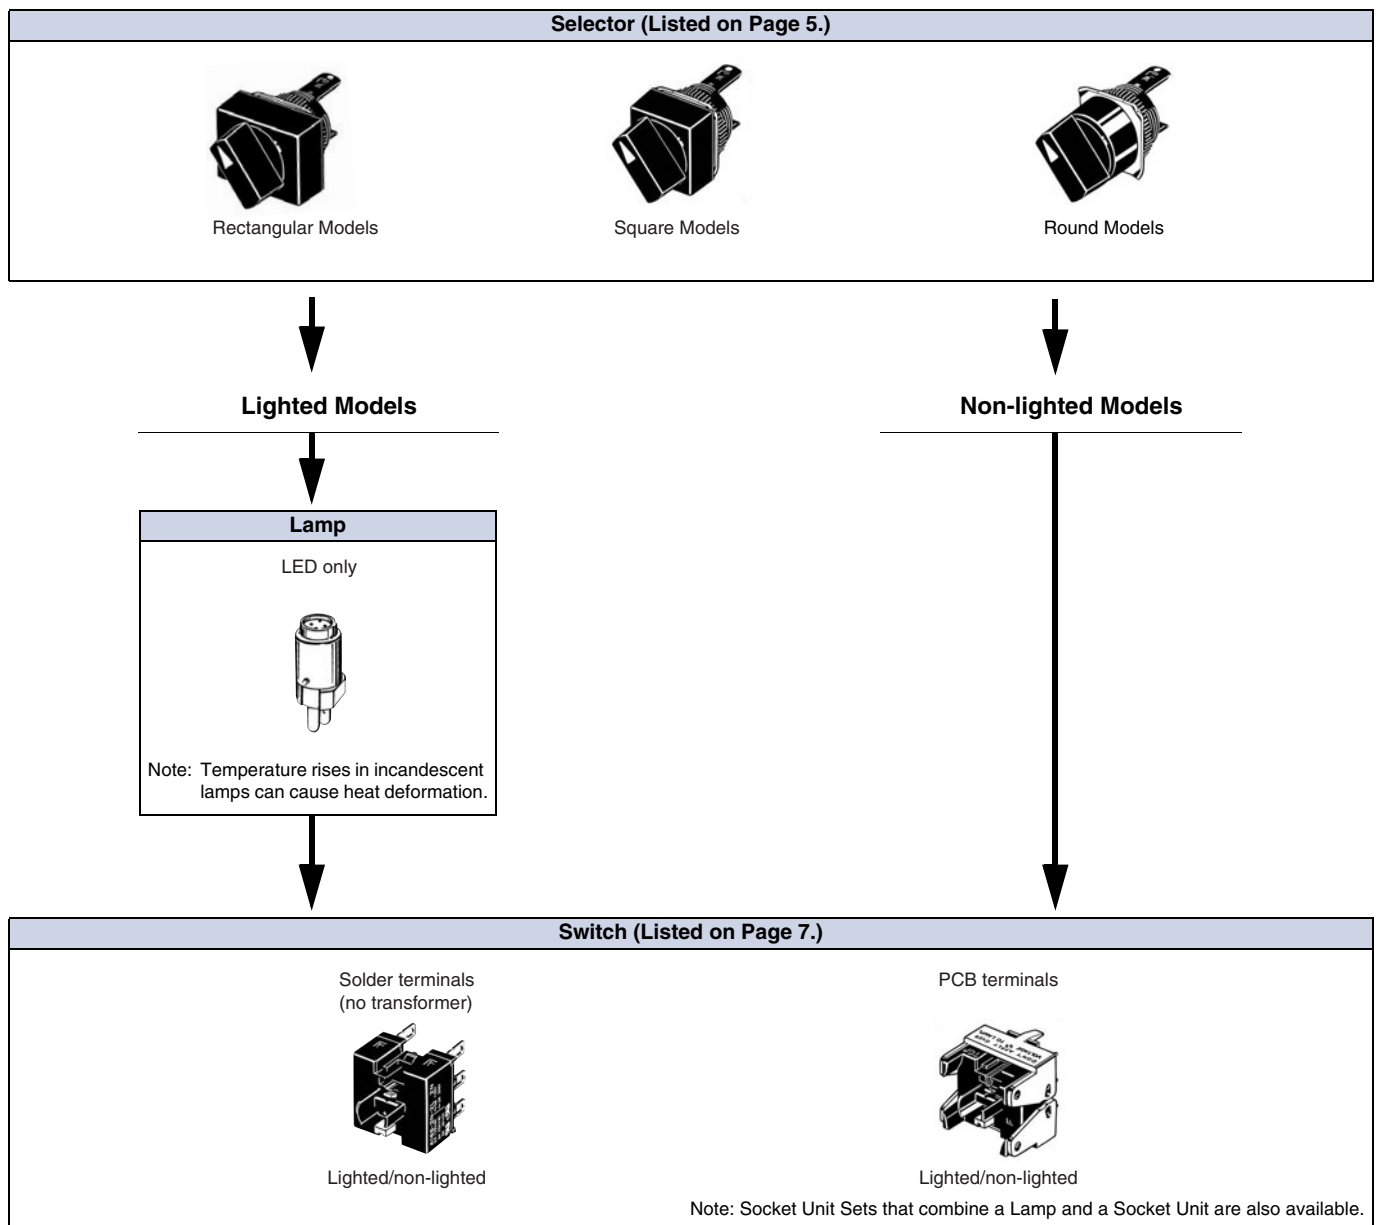 Selector (Listed on Page 5.)
Rectangular Models
Square Models
Round Models
Lighted Models
Non-lighted Models
Lamp
LED only
Note: Temperature rises in incandescent
lamps can cause heat deformation.
Switch (Listed on Page 7.)
Solder terminals
(no transformer)
PCB terminals
Lighted/non-lighted
Lighted/non-lighted
Note: Socket Unit Sets that combine a Lamp and a Socket Unit are also available.